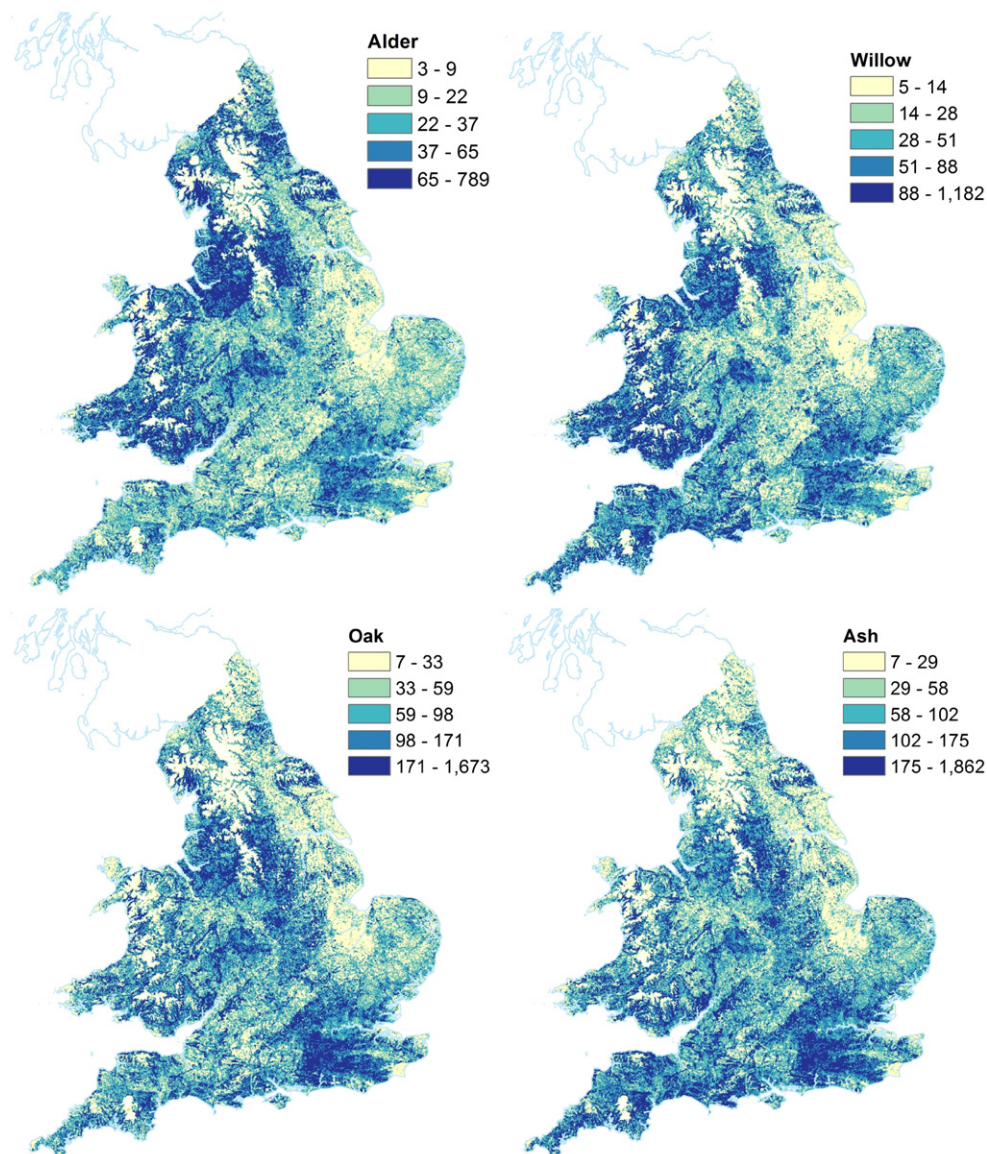 Alder
3 - 9
9 - 22
22 - 37
37 - 65
65 - 789
Willow
5 - 14
14 - 28
28 - 51
51 - 88
88 - 1,182
Oak
7 - 33
33 - 59
59 - 98
98 - 171
171 - 1,673
Ash
7 - 29
29 - 58
58 - 102
102 - 175
175 - 1,862